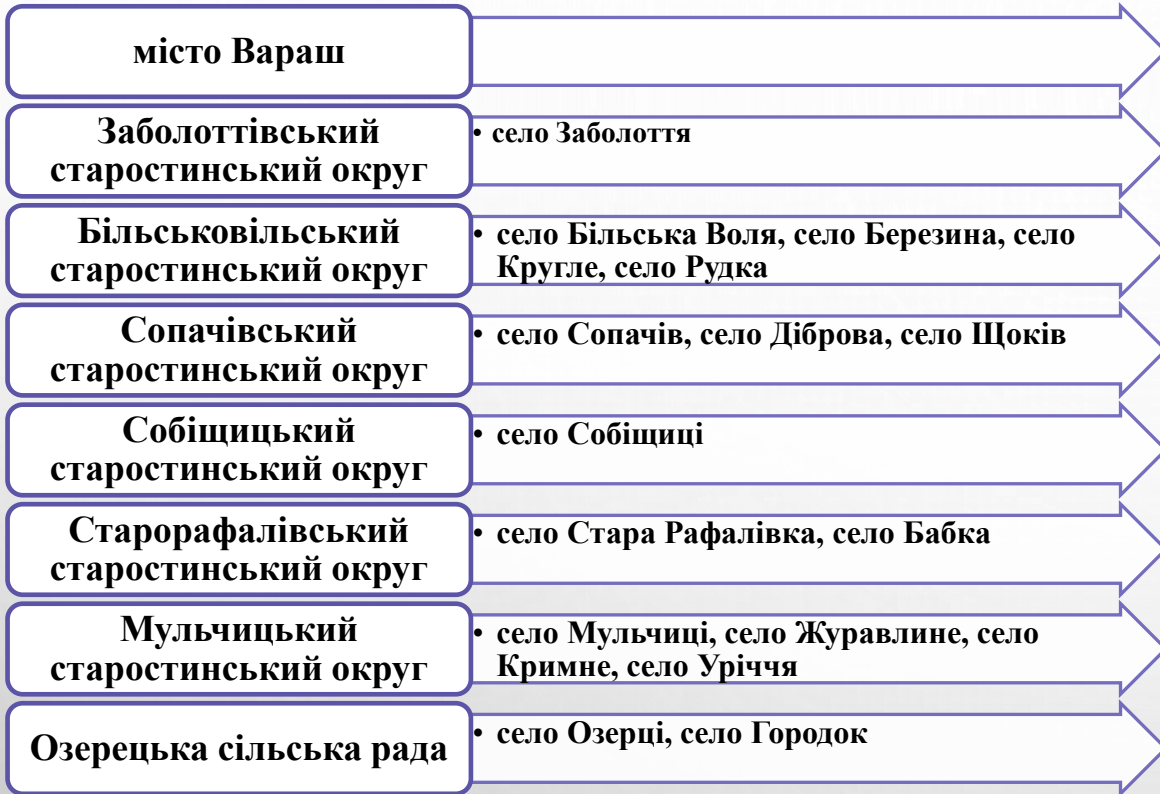 місто Вараш
Заболоттівський
старостинський округ
• село Заболоття
Більськовільський
старостинський округ
• село Більська Воля, село Березина, село
Кругле, село Рудка
Сопачівський
старостинський округ
• село Сопачів, село Діброва, село Щоків
Собіщицький
старостинський округ
• село Собіщиці
Старорафалівський
старостинський округ
• село Стара Рафалівка, село Бабка
Мульчицький
старостинський округ
• село Мульчиці, село Журавлине, село
Кримне, село Уріччя
Озерецька сільська рада
• село Озерці, село Городок